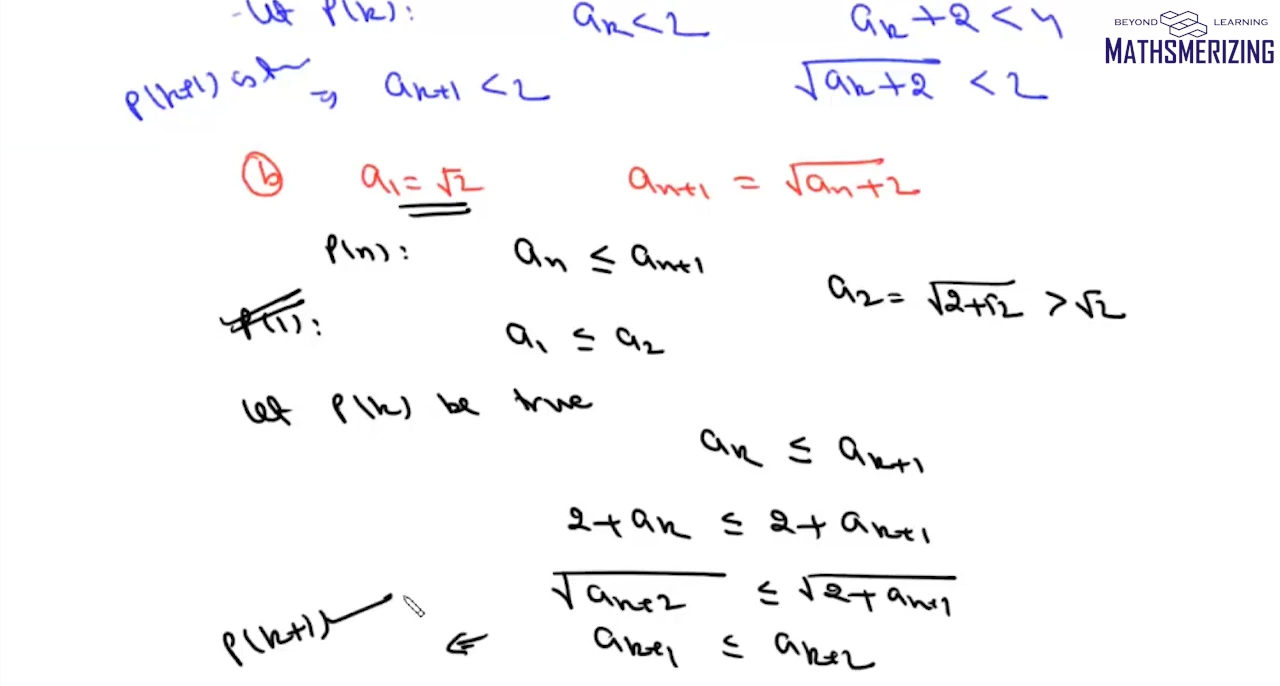 Let P(k): ak < 2 ak + 2 < 4
BEYOND LEARNING
MATHSMERIZING
P(k+1) is true ⇒ ak+1 < 2 √ak+2 < 2
(b) a1 = √2 an+1 = √an+2
P(n): an ≤ an+1
a2 = √2+√2 > √2
P(1): a1 ≤ a2
Let P(k) be true
ak ≤ ak+1
2+ak ≤ 2+ak+1
√ak+2 ≤ √2+ak+1
P(k+1) ⇐ ak+1 ≤ ak+2